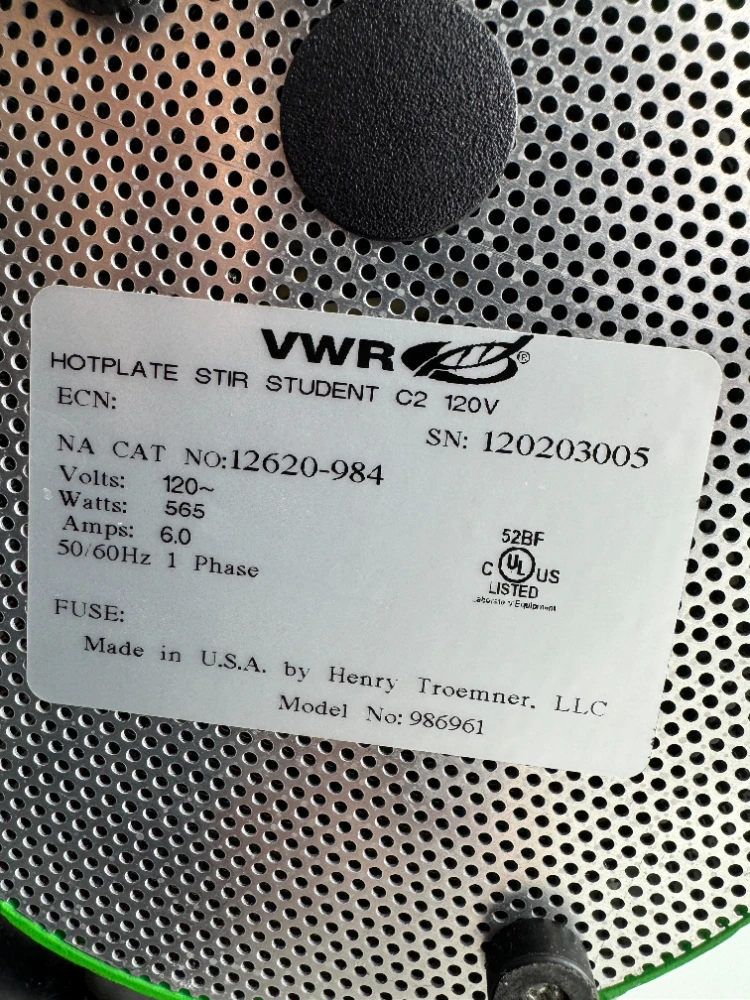 VWR®
HOTPLATE STIR STUDENT C2 120V
ECN:
SN: 120203005
NA CAT NO:12620-984
Volts: 120~
Watts: 565
Amps: 6.0
50/60Hz 1 Phase
52BF
C UL US
LISTED
Laboratory Equipment
FUSE:
Made in U.S.A. by Henry Troemner, LLC
Model No: 986961